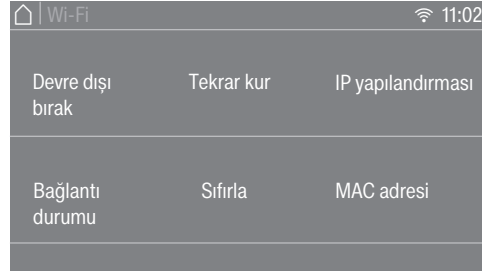 Wi-Fi 11:02
Devre dışı bırak Tekrar kur IP yapılandırması
Bağlantı durumu Sıfırla MAC adresi